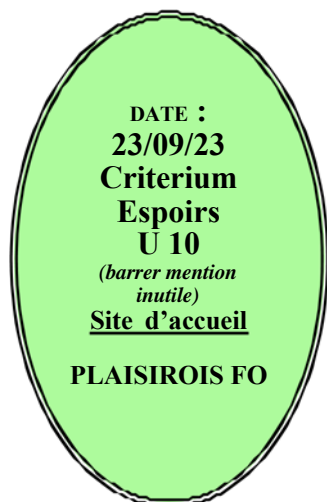 DATE :
23/09/23
Criterium
Espoirs
U 10
(barrer mention
inutile)
Site d'accueil
PLAISIROIS FO